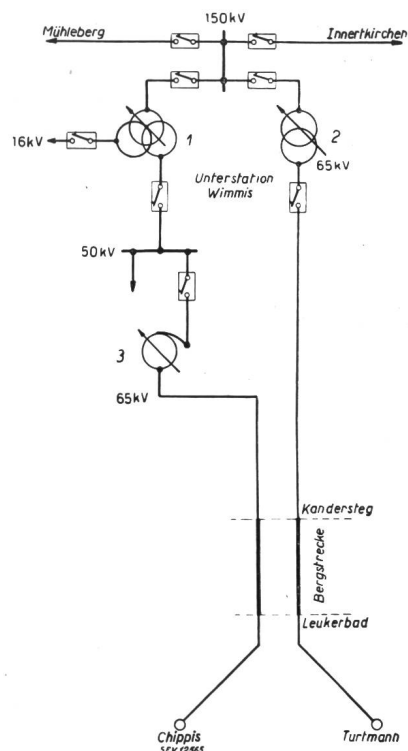 150kV
Mühleberg
Innertkirchen
1
2
16kV
65kV
Unterstation
Wimmis
50kV
3
65kV
Kandersteg
Bergstrecke
Leukerbad
Chippis
Turtmann